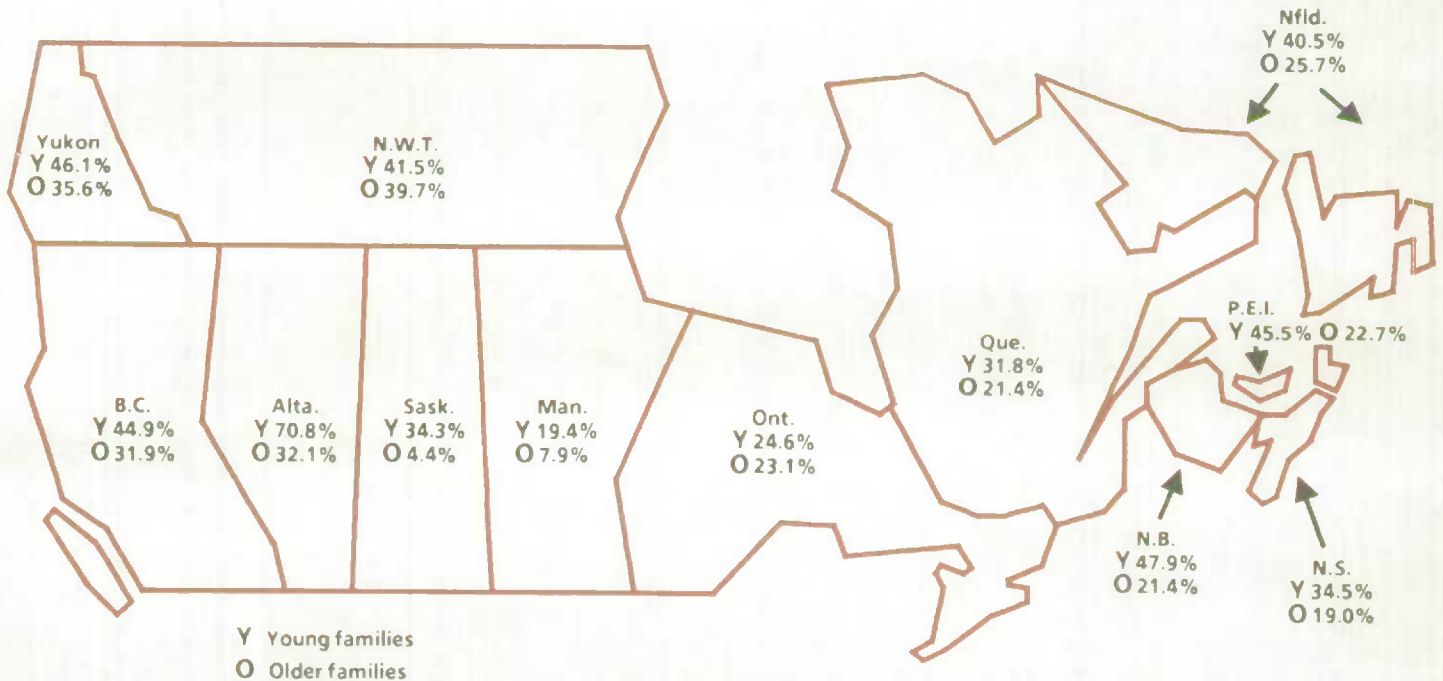 Nfld.
Y 40.5%
O 25.7%
Yukon
Y 46.1%
O 35.6%
N.W.T.
Y 41.5%
O 39.7%
P.E.I.
Y 45.5% O 22.7%
B.C.
Y 44.9%
O 31.9%
Alta.
Y 70.8%
O 32.1%
Sask.
Y 34.3%
O 4.4%
Man.
Y 19.4%
O 7.9%
Ont.
Y 24.6%
O 23.1%
Que.
Y 31.8%
O 21.4%
N.B.
Y 47.9%
O 21.4%
N.S.
Y 34.5%
O 19.0%
Y Young families
O Older families